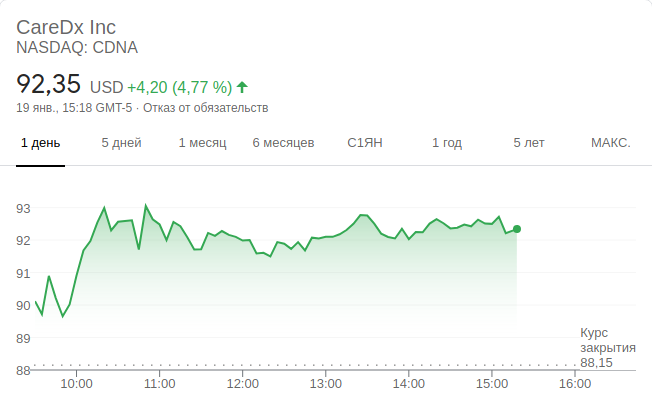 CareDx Inc
NASDAQ: CDNA
92,35 USD +4,20 (4,77 %)
19 янв., 15:18 GMT-5 · Отказ от обязательств
1 день 5 дней 1 месяц 6 месяцев С1ЯН 1 год 5 лет МАКС.
93
92
91
90
89
88
Курс
закрытия
88,15
10:00 11:00 12:00 13:00 14:00 15:00 16:00